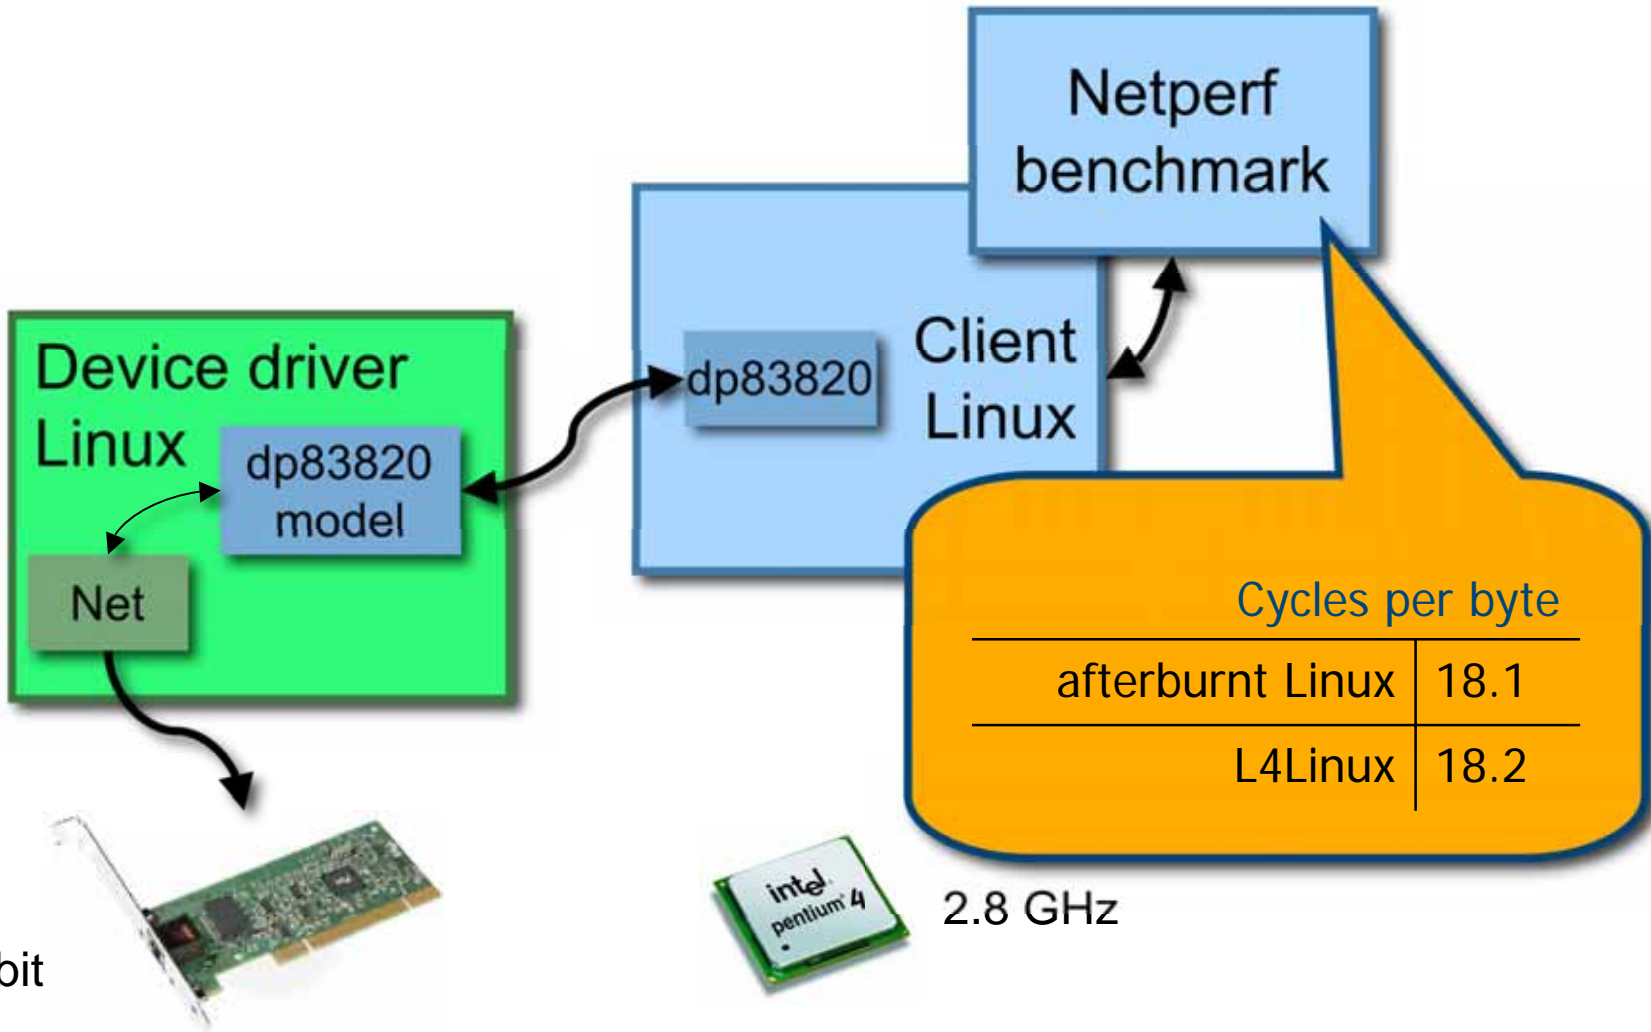 Netperf
benchmark
Device driver
Linux
dp83820
model
Net
dp83820
Client
Linux
Cycles per byte
afterburnt Linux 18.1
L4Linux 18.2
intel
pentium 4
2.8 GHz
bit